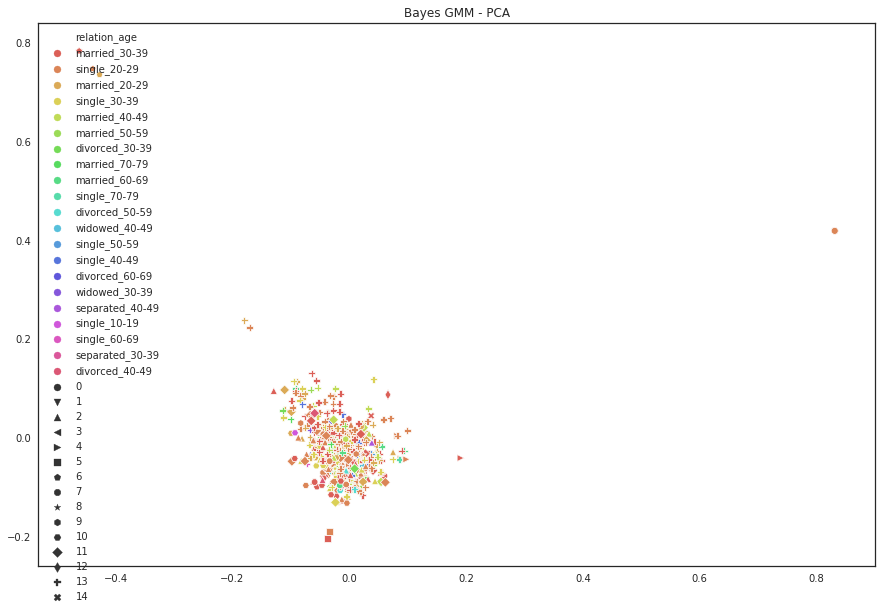 Bayes GMM - PCA
0.8
0.6
0.4
0.2
0.0
−0.2
relation_age
married_30-39
single_20-29
married_20-29
single_30-39
married_40-49
married_50-59
divorced_30-39
married_70-79
married_60-69
single_70-79
divorced_50-59
widowed_40-49
single_50-59
single_40-49
divorced_60-69
widowed_30-39
separated_40-49
single_10-19
single_60-69
separated_30-39
divorced_40-49
0
1
2
3
4
5
6
7
8
9
10
11
12
13
14
−0.4 −0.2 0.0 0.2 0.4 0.6 0.8